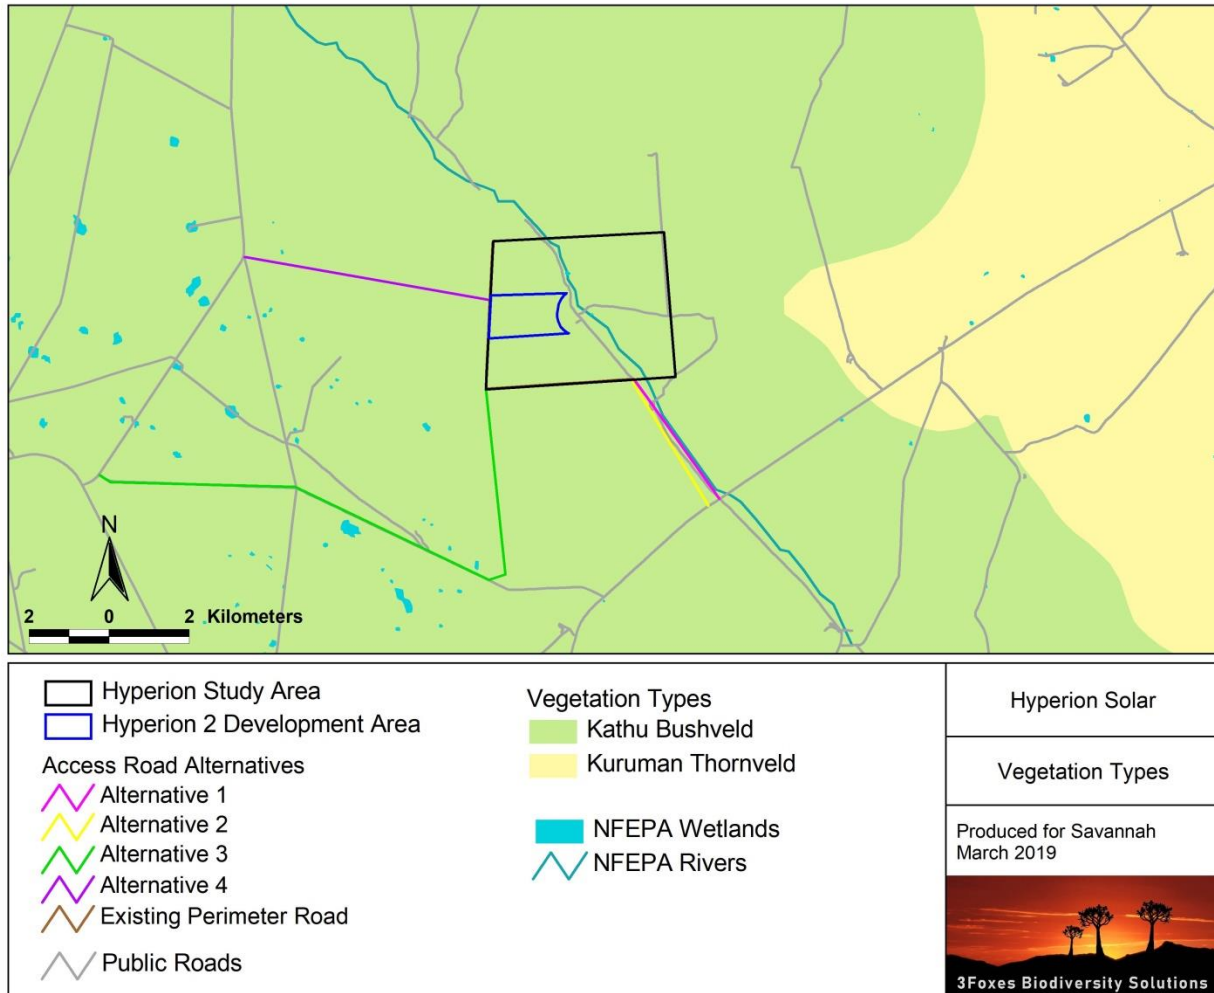 N
2 0 2 Kilometers
Hyperion Study Area
Hyperion 2 Development Area
Access Road Alternatives
Alternative 1
Alternative 2
Alternative 3
Alternative 4
Existing Perimeter Road
Public Roads
Vegetation Types
Kathu Bushveld
Kuruman Thornveld
NFEPA Wetlands
NFEPA Rivers
Hyperion Solar
Vegetation Types
Produced for Savannah
March 2019
3Foxes Biodiversity Solutions